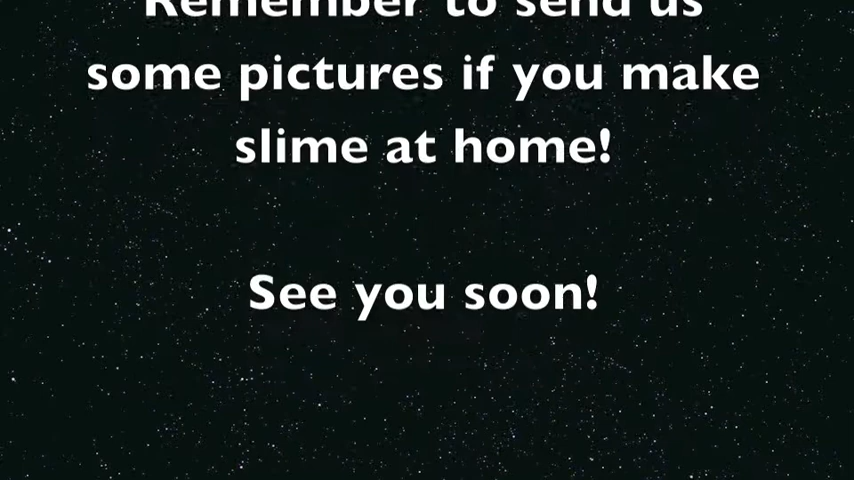 Remember to send us
some pictures if you make
slime at home!
See you soon!